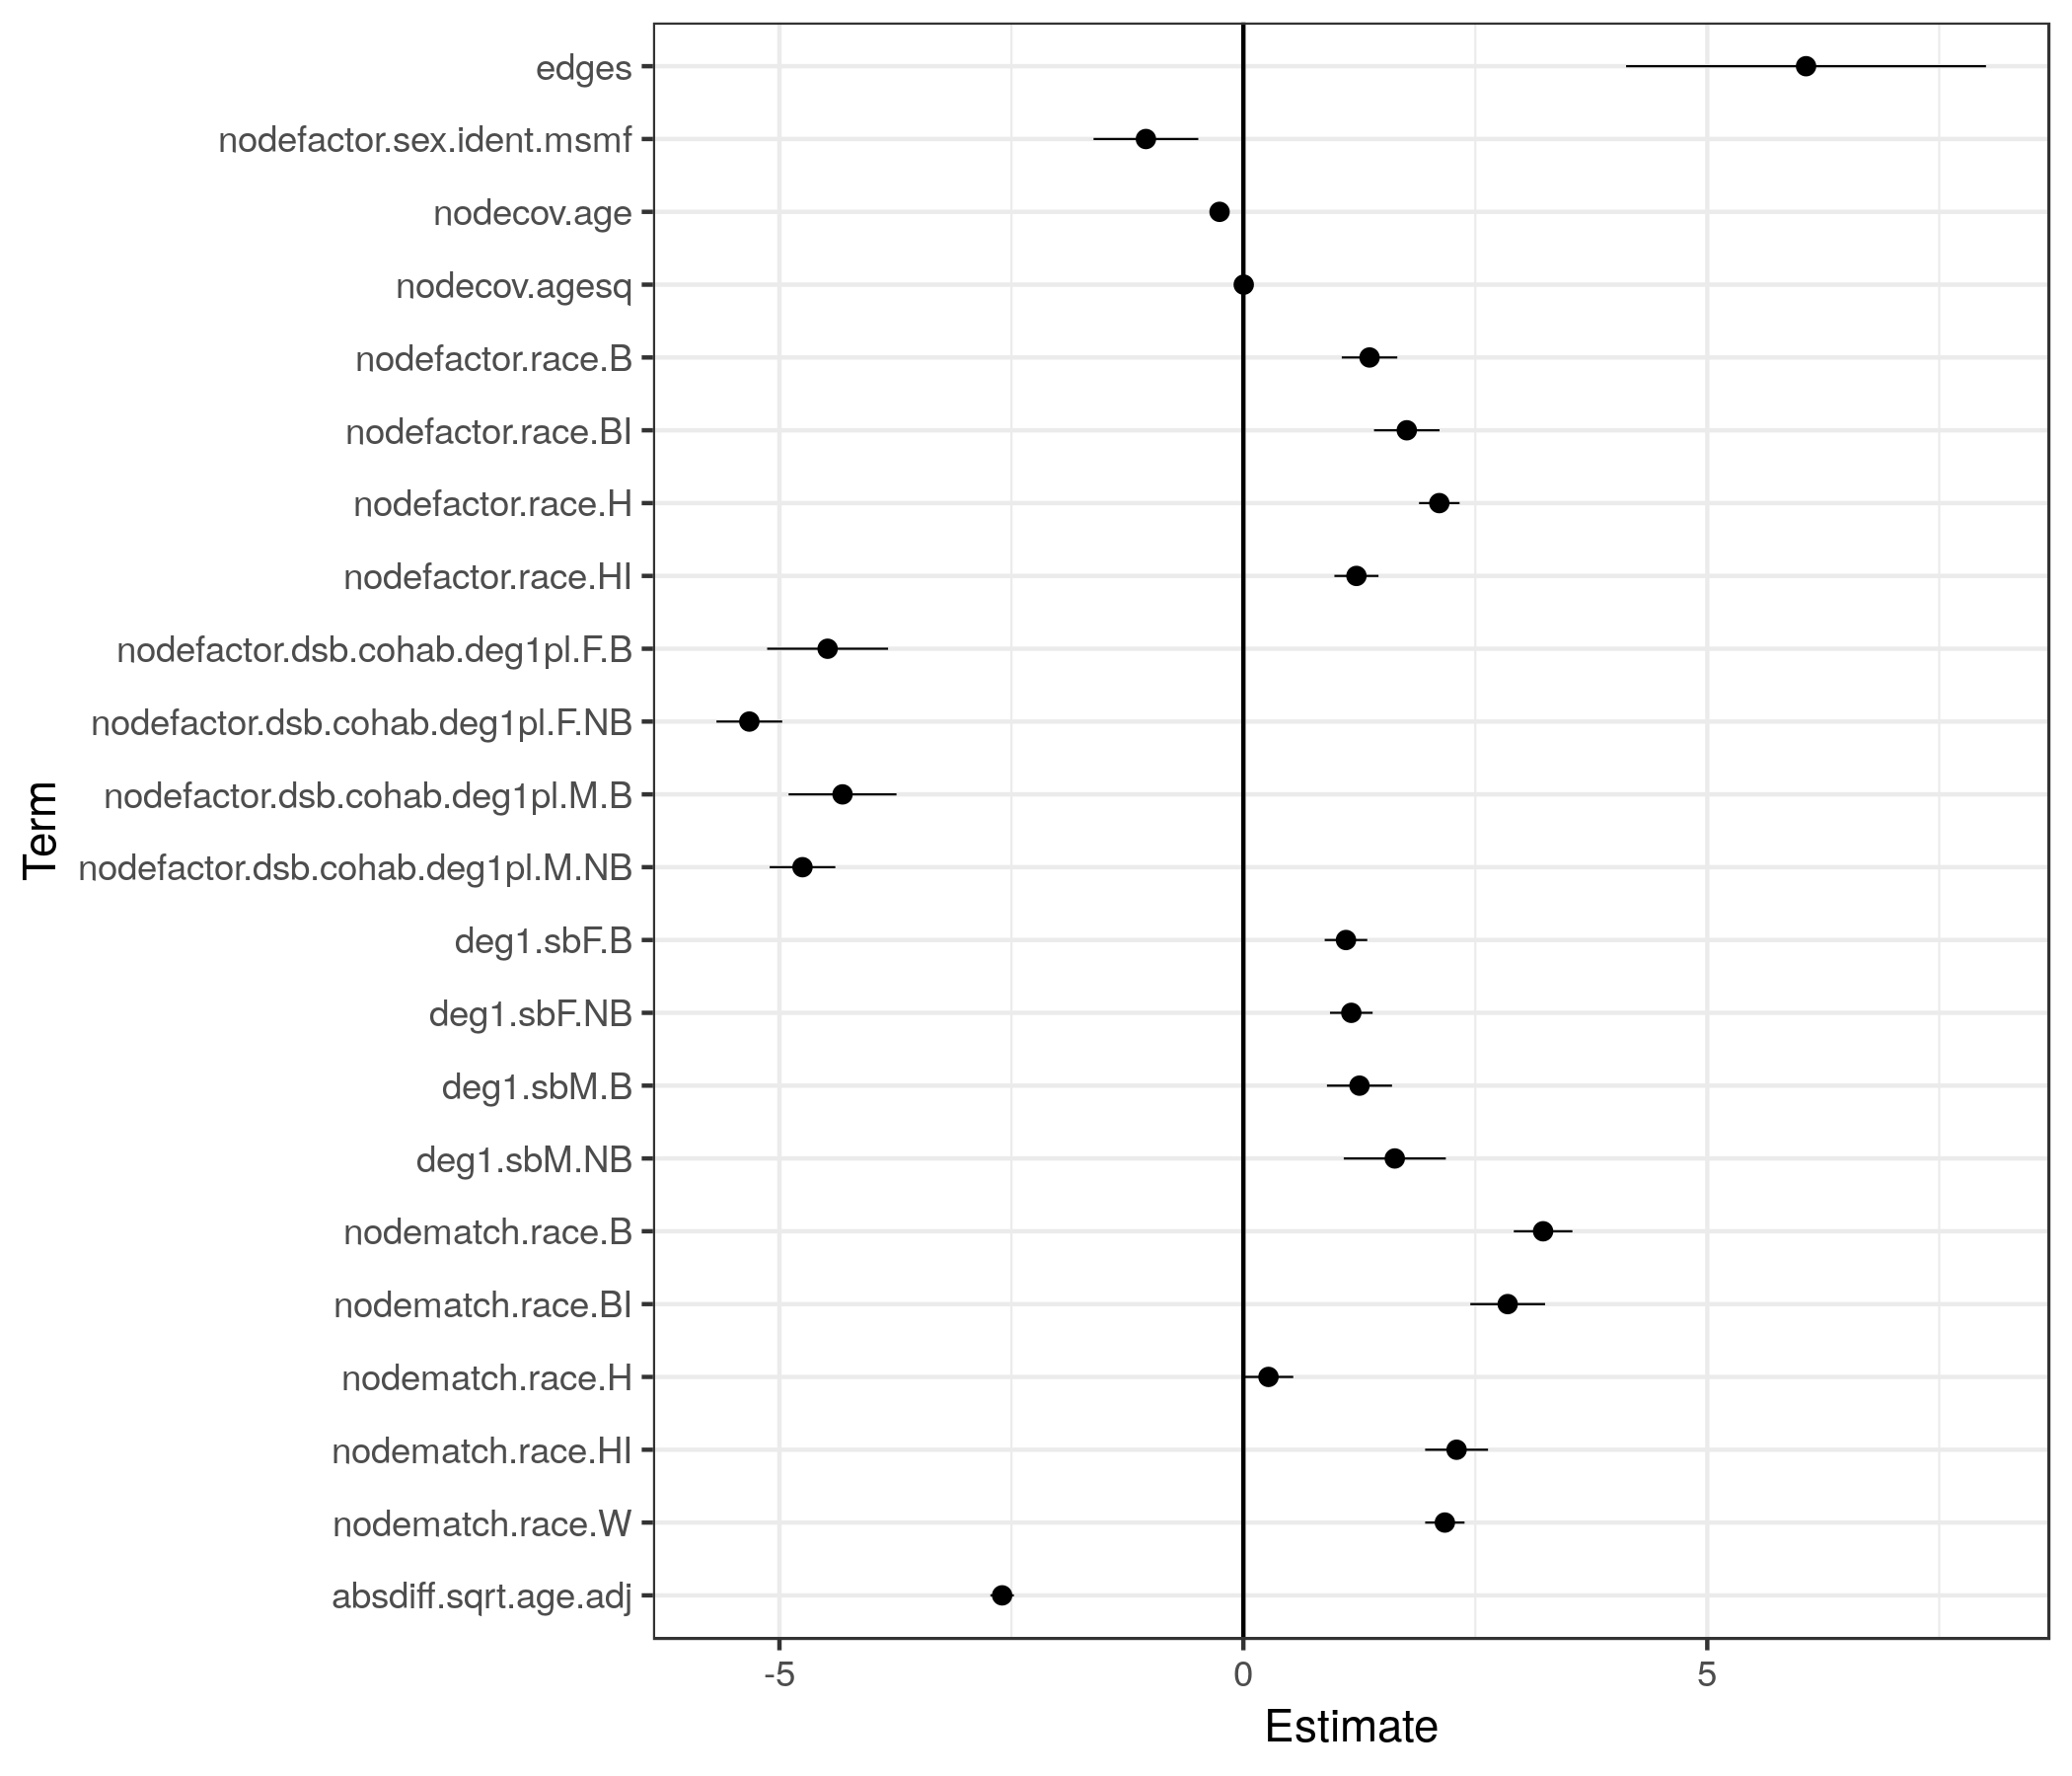 edges
nodefactor.sex.ident.msmf
nodecov.age
nodecov.agesq
nodefactor.race.B
nodefactor.race.BI
nodefactor.race.H
nodefactor.race.HI
nodefactor.dsb.cohab.deg1pl.F.B
nodefactor.dsb.cohab.deg1pl.F.NB
nodefactor.dsb.cohab.deg1pl.M.B
nodefactor.dsb.cohab.deg1pl.M.NB
deg1.sbF.B
deg1.sbF.NB
deg1.sbM.B
deg1.sbM.NB
nodematch.race.B
nodematch.race.BI
nodematch.race.H
nodematch.race.HI
nodematch.race.W
absdiff.sqrt.age.adj
Term
-5 0 5
Estimate